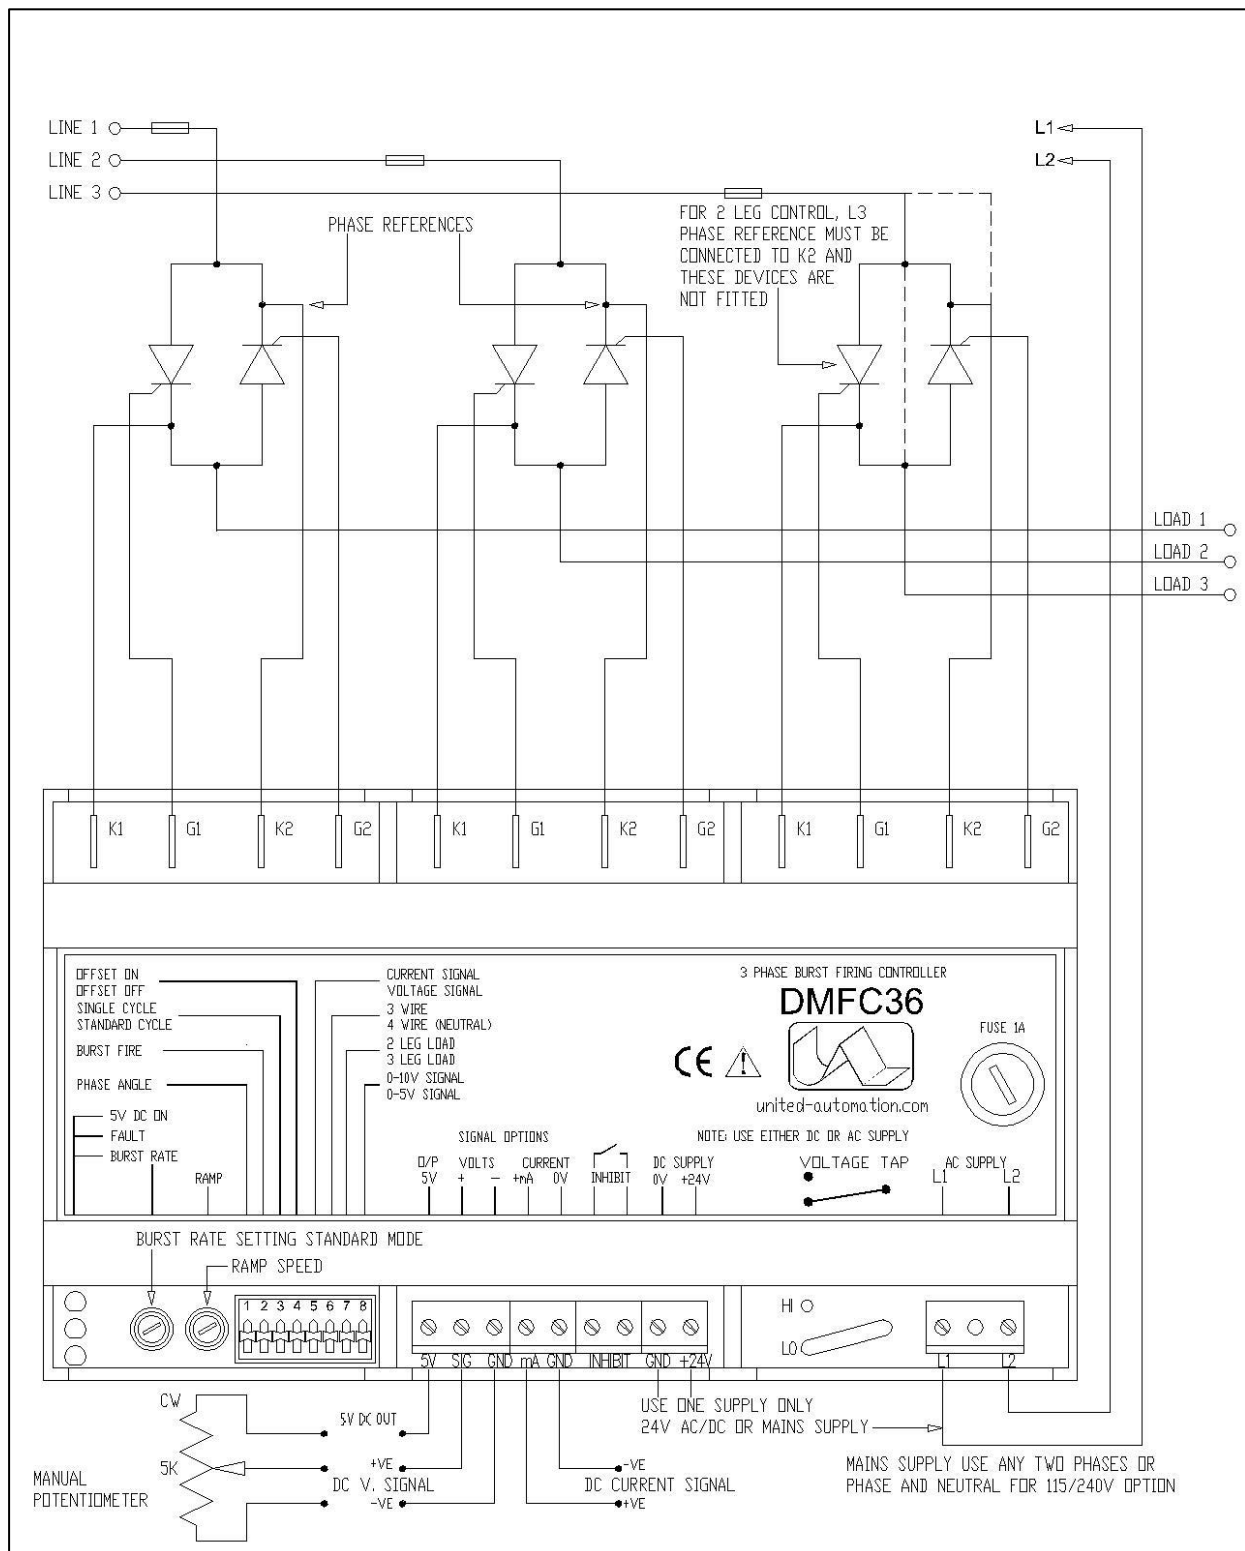 LINE 1
LINE 2
LINE 3
L1
L2
PHASE REFERENCES
FOR 2 LEG CONTROL, L3
PHASE REFERENCE MUST BE
CONNECTED TO K2 AND
THESE DEVICES ARE
NOT FITTED
LOAD 1
LOAD 2
LOAD 3
K1 G1 K2 G2 K1 G1 K2 G2 K1 G1 K2 G2
OFFSET ON
OFFSET OFF
SINGLE CYCLE
STANDARD CYCLE
BURST FIRE
PHASE ANGLE
5V DC ON
FAULT
BURST RATE
RAMP
CURRENT SIGNAL
VOLTAGE SIGNAL
3 WIRE
4 WIRE (NEUTRAL)
2 LEG LOAD
3 LEG LOAD
0-10V SIGNAL
0-5V SIGNAL
3 PHASE BURST FIRING CONTROLLER
DMFC36
CE
united-automation.com
FUSE 1A
SIGNAL OPTIONS
O/P VOLTS CURRENT
5V + - +mA 0V INHIBIT
NOTE: USE EITHER DC OR AC SUPPLY
DC SUPPLY
0V +24V
VOLTAGE TAP
AC SUPPLY
L1 L2
BURST RATE SETTING STANDARD MODE
RAMP SPEED
1 2 3 4 5 6 7 8
5V SIG GND mA GND INHIBIT GND +24V
HI
LO
L1 L2
CW
5K
MANUAL
POTENTIOMETER
5V DC OUT
+VE
DC V. SIGNAL
-VE
-VE
DC CURRENT SIGNAL
+VE
USE ONE SUPPLY ONLY
24V AC/DC OR MAINS SUPPLY
MAINS SUPPLY USE ANY TWO PHASES OR
PHASE AND NEUTRAL FOR 115/240V OPTION